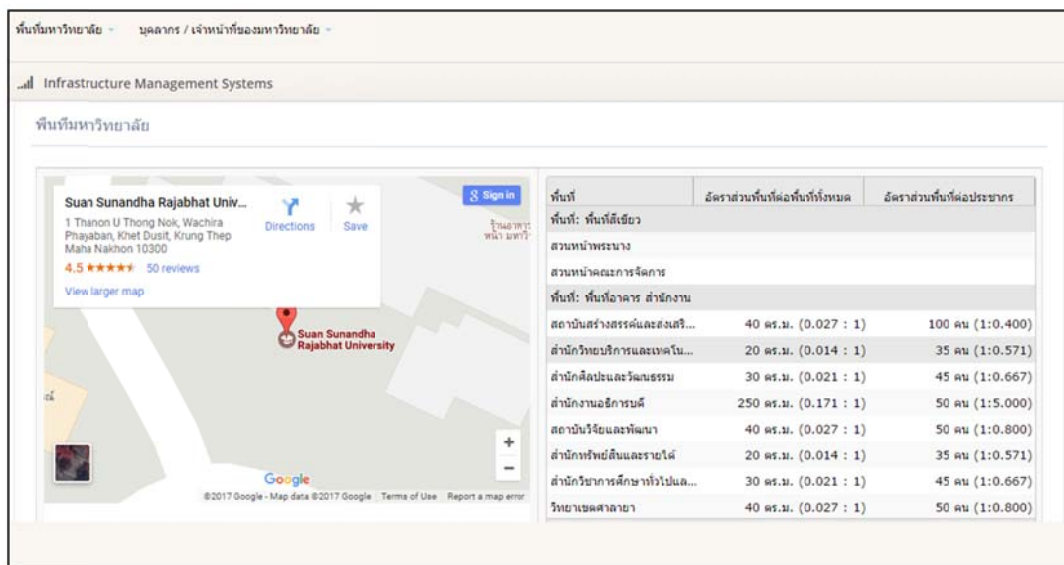 พื้นที่มหาวิทยาลัย บุคลากร / เจ้าหน้าที่ของมหาวิทยาลัย
Infrastructure Management Systems
พื้นที่มหาวิทยาลัย
Suan Sunandha Rajabhat Univ...
1 Thanon U Thong Nok, Wachira
Phayaban, Khet Dusit, Krung Thep
Maha Nakhon 10300
4.5 50 reviews
View larger map
Directions
Save
Sign in
ร้านอาหาร
หน้า มหาวิ
Suan Sunandha
Rajabhat University
Google
©2017 Google - Map data ©2017 Google Terms of Use Report a map error
พื้นที่ อัตราส่วนพื้นที่ต่อพื้นที่ทั้งหมด อัตราส่วนพื้นที่ต่อประชากร
พื้นที่: พื้นที่สีเขียว
สวนหน้าพระนาง
สวนหน้าคณะการจัดการ
พื้นที่: พื้นที่อาคาร สำนักงาน
สถาบันสร้างสรรค์และส่งเสริ... 40 ตร.ม. (0.027 : 1) 100 คน (1:0.400)
สำนักวิทยบริการและเทคโน... 20 ตร.ม. (0.014 : 1) 35 คน (1:0.571)
สำนักศิลปะและวัฒนธรรม 30 ตร.ม. (0.021 : 1) 45 คน (1:0.667)
สำนักงานอธิการบดี 250 ตร.ม. (0.171 : 1) 50 คน (1:5.000)
สถาบันวิจัยและพัฒนา 40 ตร.ม. (0.027 : 1) 50 คน (1:0.800)
สำนักทรัพย์สินและรายได้ 20 ตร.ม. (0.014 : 1) 35 คน (1:0.571)
สำนักวิชาการศึกษาทั่วไปแล... 30 ตร.ม. (0.021 : 1) 45 คน (1:0.667)
วิทยาเขตศาลายา 40 ตร.ม. (0.027 : 1) 50 คน (1:0.800)